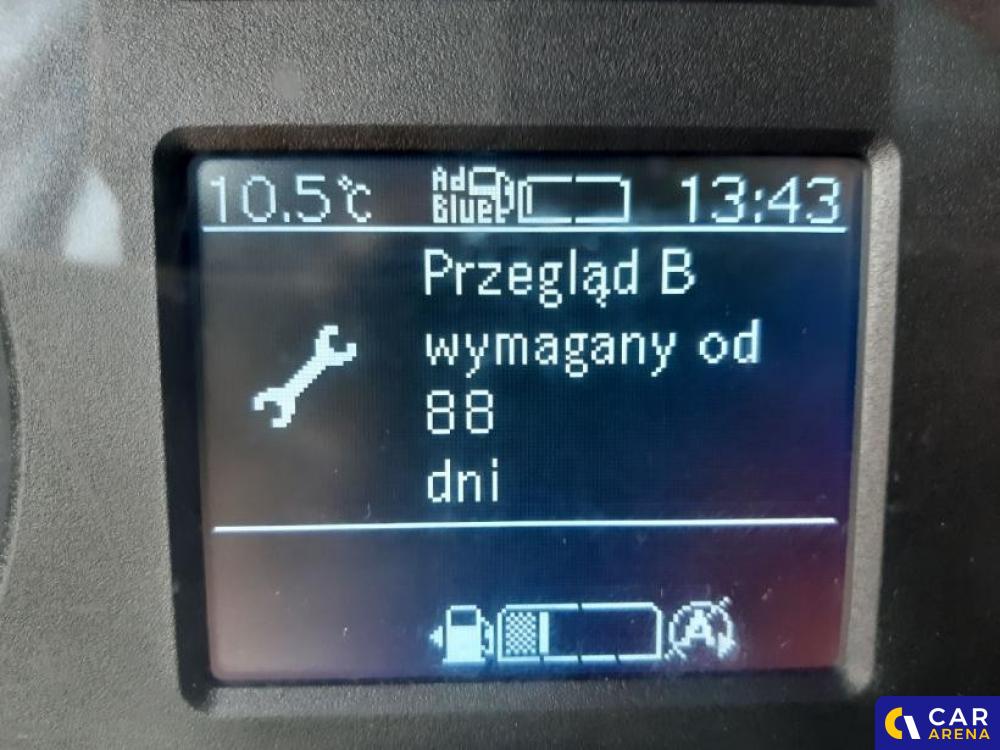 10.5°C Ad Blue 13:43
Przegląd B
wymagany od
88
dni
A
CAR
ARENA